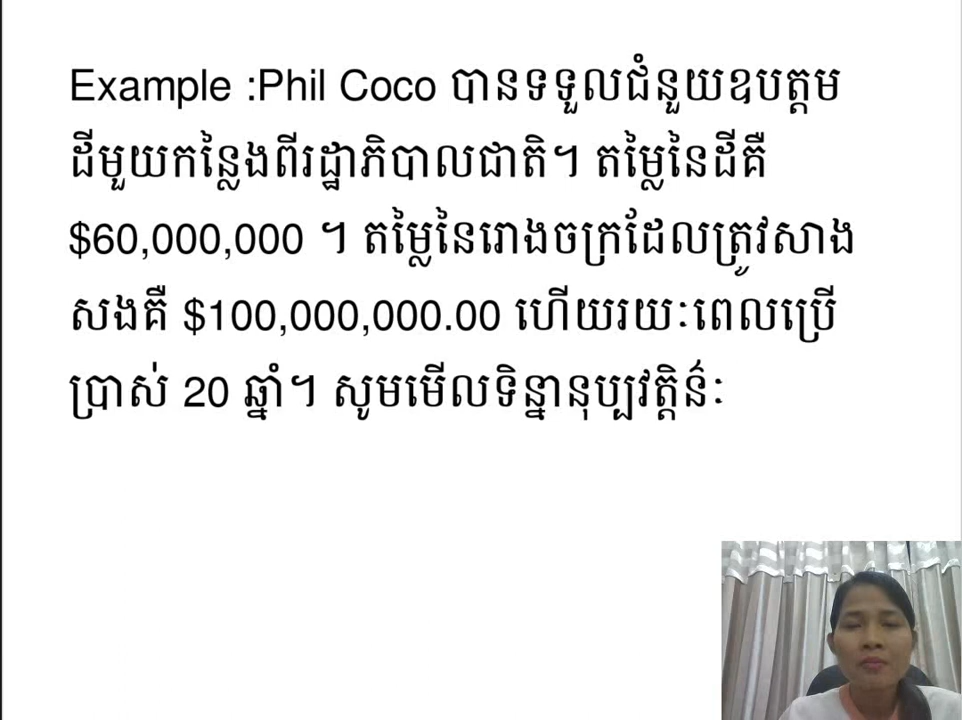 Example :Phil Coco បានទទួលជំនួយឧបត្តម
ដីមួយកន្លែងពីរដ្ឋាភិបាលជាតិ។ តម្លៃនៃដីគឺ
$60,000,000 ។ តម្លៃនៃរោងចក្រដែលត្រូវសាង
សងគឺ $100,000,000.00 ហើយរយៈពេលប្រើ
ប្រាស់ 20 ឆ្នាំ។ សូមមើលទិន្នានុប្បវត្តិន៌ៈ